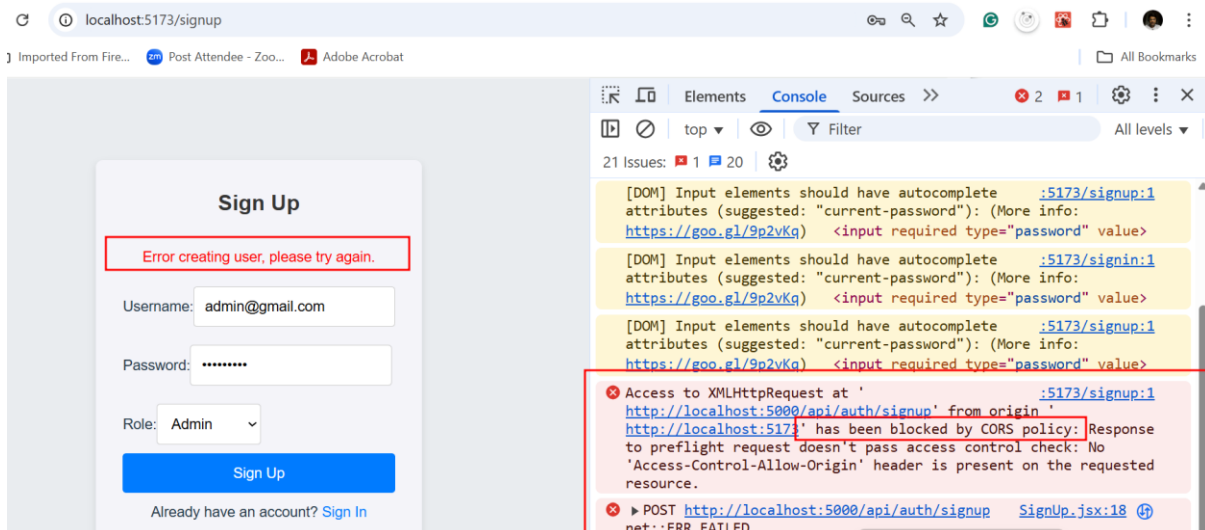 localhost:5173/signup
Imported From Fire...
zm Post Attendee - Zoo...
Adobe Acrobat
All Bookmarks
Elements Console Sources
2 1
top
Filter
All levels
21 Issues: 1 20
Sign Up
Error creating user, please try again.
Username: admin@gmail.com
Password: •••••••••
Role: Admin
Sign Up
Already have an account? Sign In
[DOM] Input elements should have autocomplete :5173/signup:1
attributes (suggested: "current-password"): (More info:
https://goo.gl/9p2vKq) <input required type="password" value>
[DOM] Input elements should have autocomplete :5173/signin:1
attributes (suggested: "current-password"): (More info:
https://goo.gl/9p2vKq) <input required type="password" value>
[DOM] Input elements should have autocomplete :5173/signup:1
attributes (suggested: "current-password"): (More info:
https://goo.gl/9p2vKq) <input required type="password" value>
Access to XMLHttpRequest at ' :5173/signup:1
http://localhost:5000/api/auth/signup' from origin '
http://localhost:5173' has been blocked by CORS policy: Response
to preflight request doesn't pass access control check: No
'Access-Control-Allow-Origin' header is present on the requested
resource.
POST http://localhost:5000/api/auth/signup SignUp.jsx:18
net::ERR_FAILED